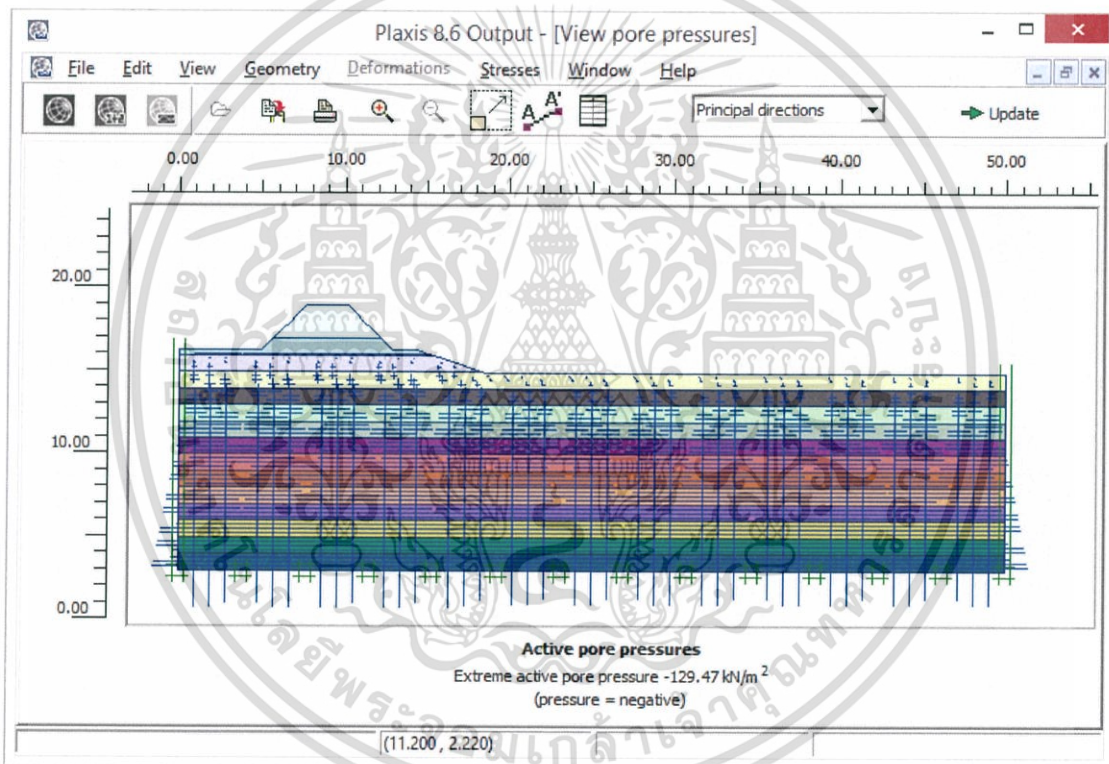 Plaxis 8.6 Output - [View pore pressures]
File Edit View Geometry Deformations Stresses Window Help
A A' Principal directions Update
0.00 10.00 20.00 30.00 40.00 50.00
20.00
10.00
0.00
Active pore pressures
Extreme active pore pressure -129.47 kN/m²
(pressure = negative)
(11.200 , 2.220)